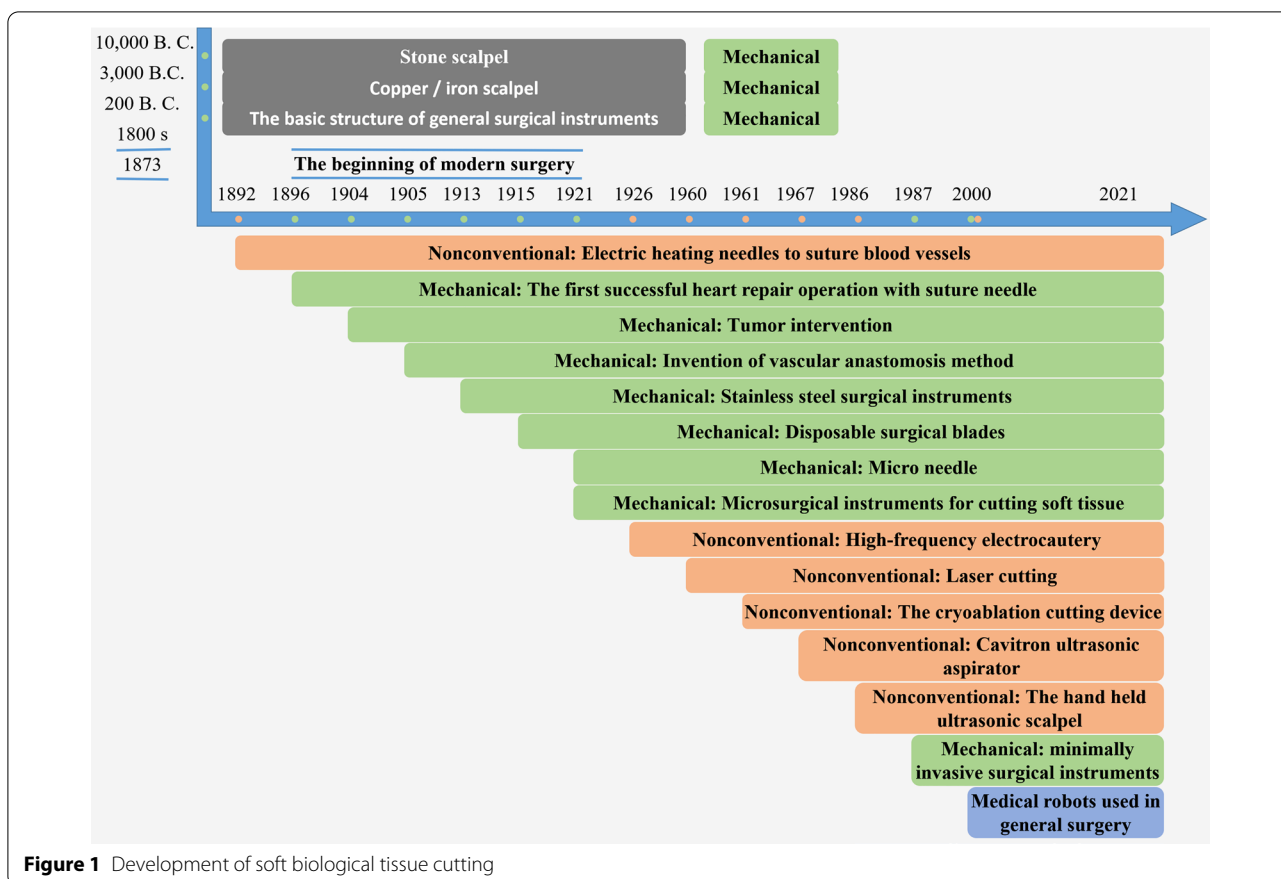 10,000 B. C.
Stone scalpel
Mechanical
3,000 B.C.
Copper / iron scalpel
Mechanical
200 B. C.
The basic structure of general surgical instruments
Mechanical
1800 s
1873
The beginning of modern surgery
1892 1896 1904 1905 1913 1915 1921 1926 1960 1961 1967 1986 1987 2000 2021
Nonconventional: Electric heating needles to suture blood vessels
Mechanical: The first successful heart repair operation with suture needle
Mechanical: Tumor intervention
Mechanical: Invention of vascular anastomosis method
Mechanical: Stainless steel surgical instruments
Mechanical: Disposable surgical blades
Mechanical: Micro needle
Mechanical: Microsurgical instruments for cutting soft tissue
Nonconventional: High-frequency electrocautery
Nonconventional: Laser cutting
Nonconventional: The cryoablation cutting device
Nonconventional: Cavitron ultrasonic
aspirator
Nonconventional: The hand held
ultrasonic scalpel
Mechanical: minimally
invasive surgical instruments
Medical robots used in
general surgery
Figure 1 Development of soft biological tissue cutting